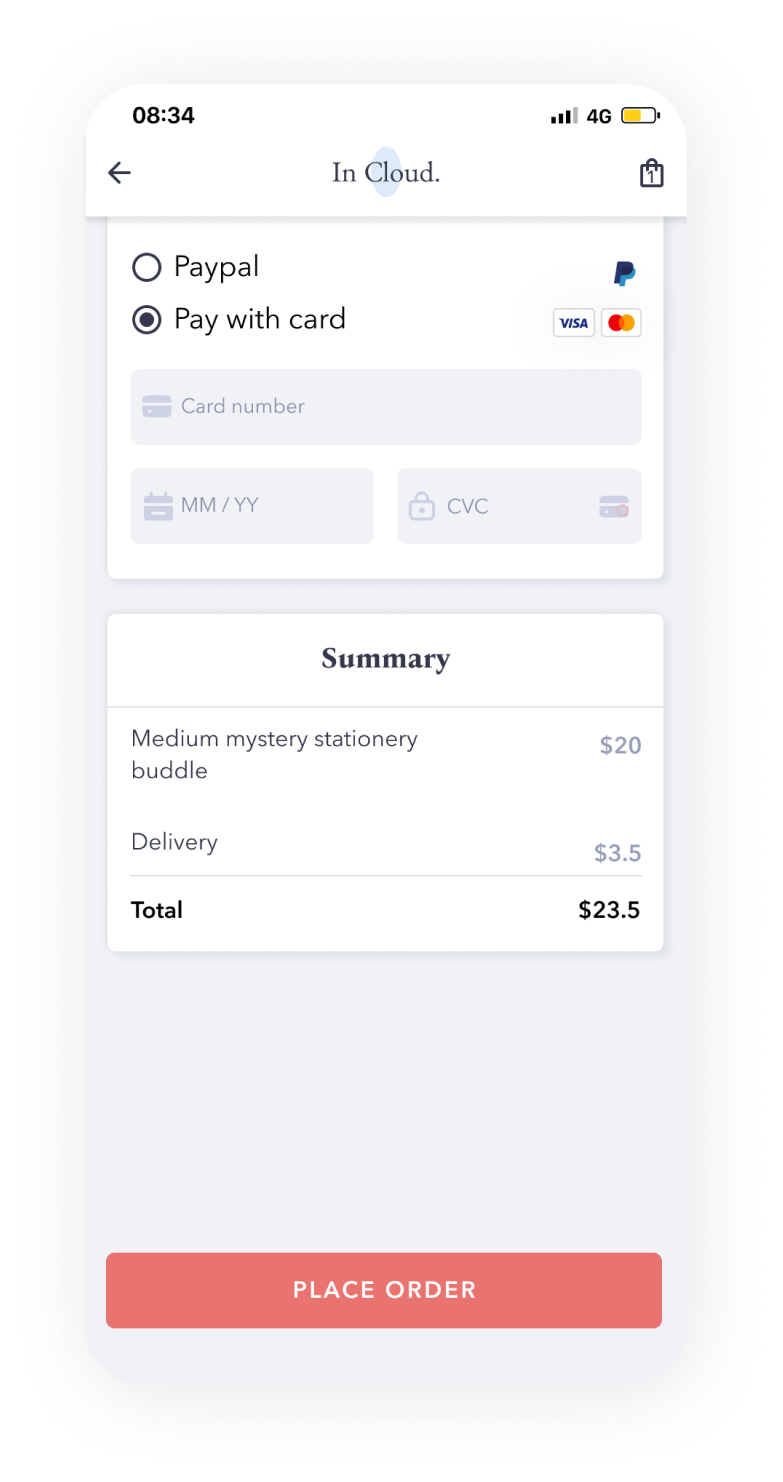 08:34 4G
In Cloud. 1
Paypal
Pay with card VISA
Card number
MM / YY CVC
Summary
Medium mystery stationery $20
buddle
Delivery $3.5
Total $23.5
PLACE ORDER